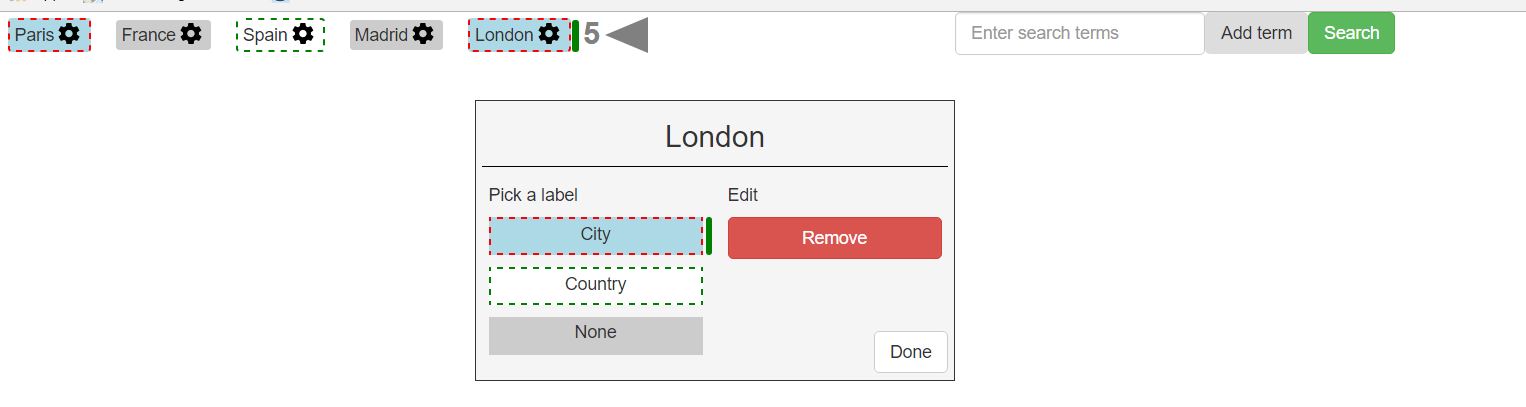 Paris France Spain Madrid London 5 Enter search terms Add term Search
London
Pick a label Edit
City Remove
Country
None
Done